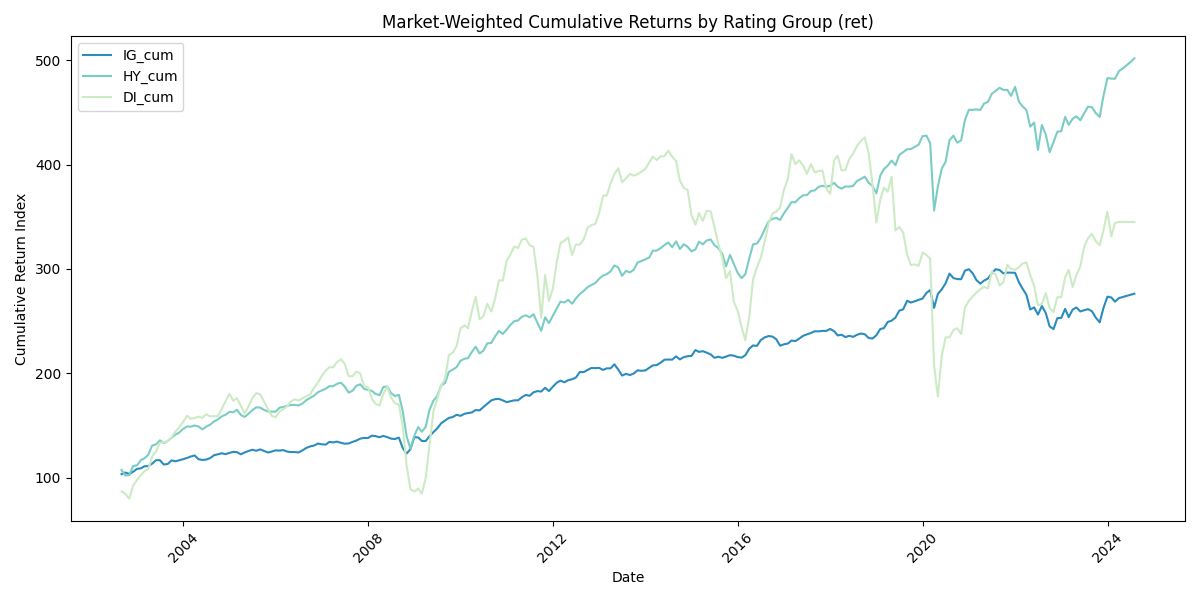 Market-Weighted Cumulative Returns by Rating Group (ret)
IG_cum
HY_cum
DI_cum
Cumulative Return Index
500
400
300
200
100
2004
2008
2012
2016
2020
2024
Date